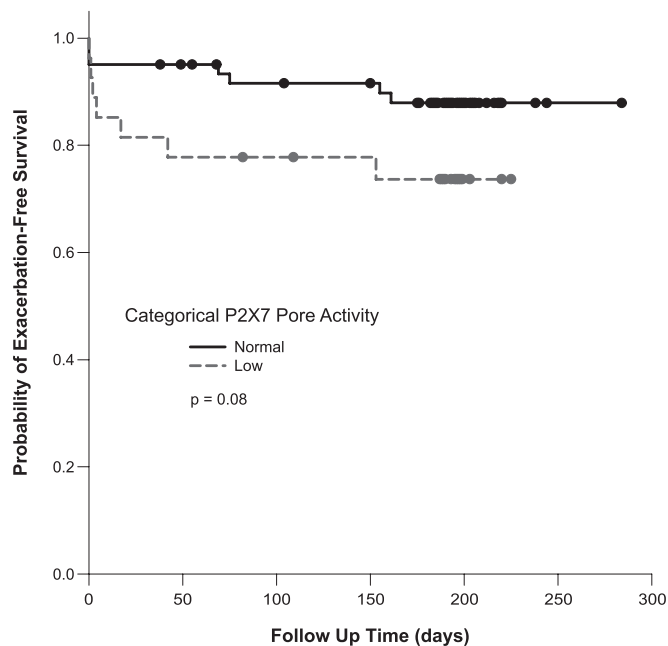 Probability of Exacerbation-Free Survival
1.0
0.8
0.6
0.4
0.2
0.0
Categorical P2X7 Pore Activity
Normal
Low
p = 0.08
0 50 100 150 200 250 300
Follow Up Time (days)